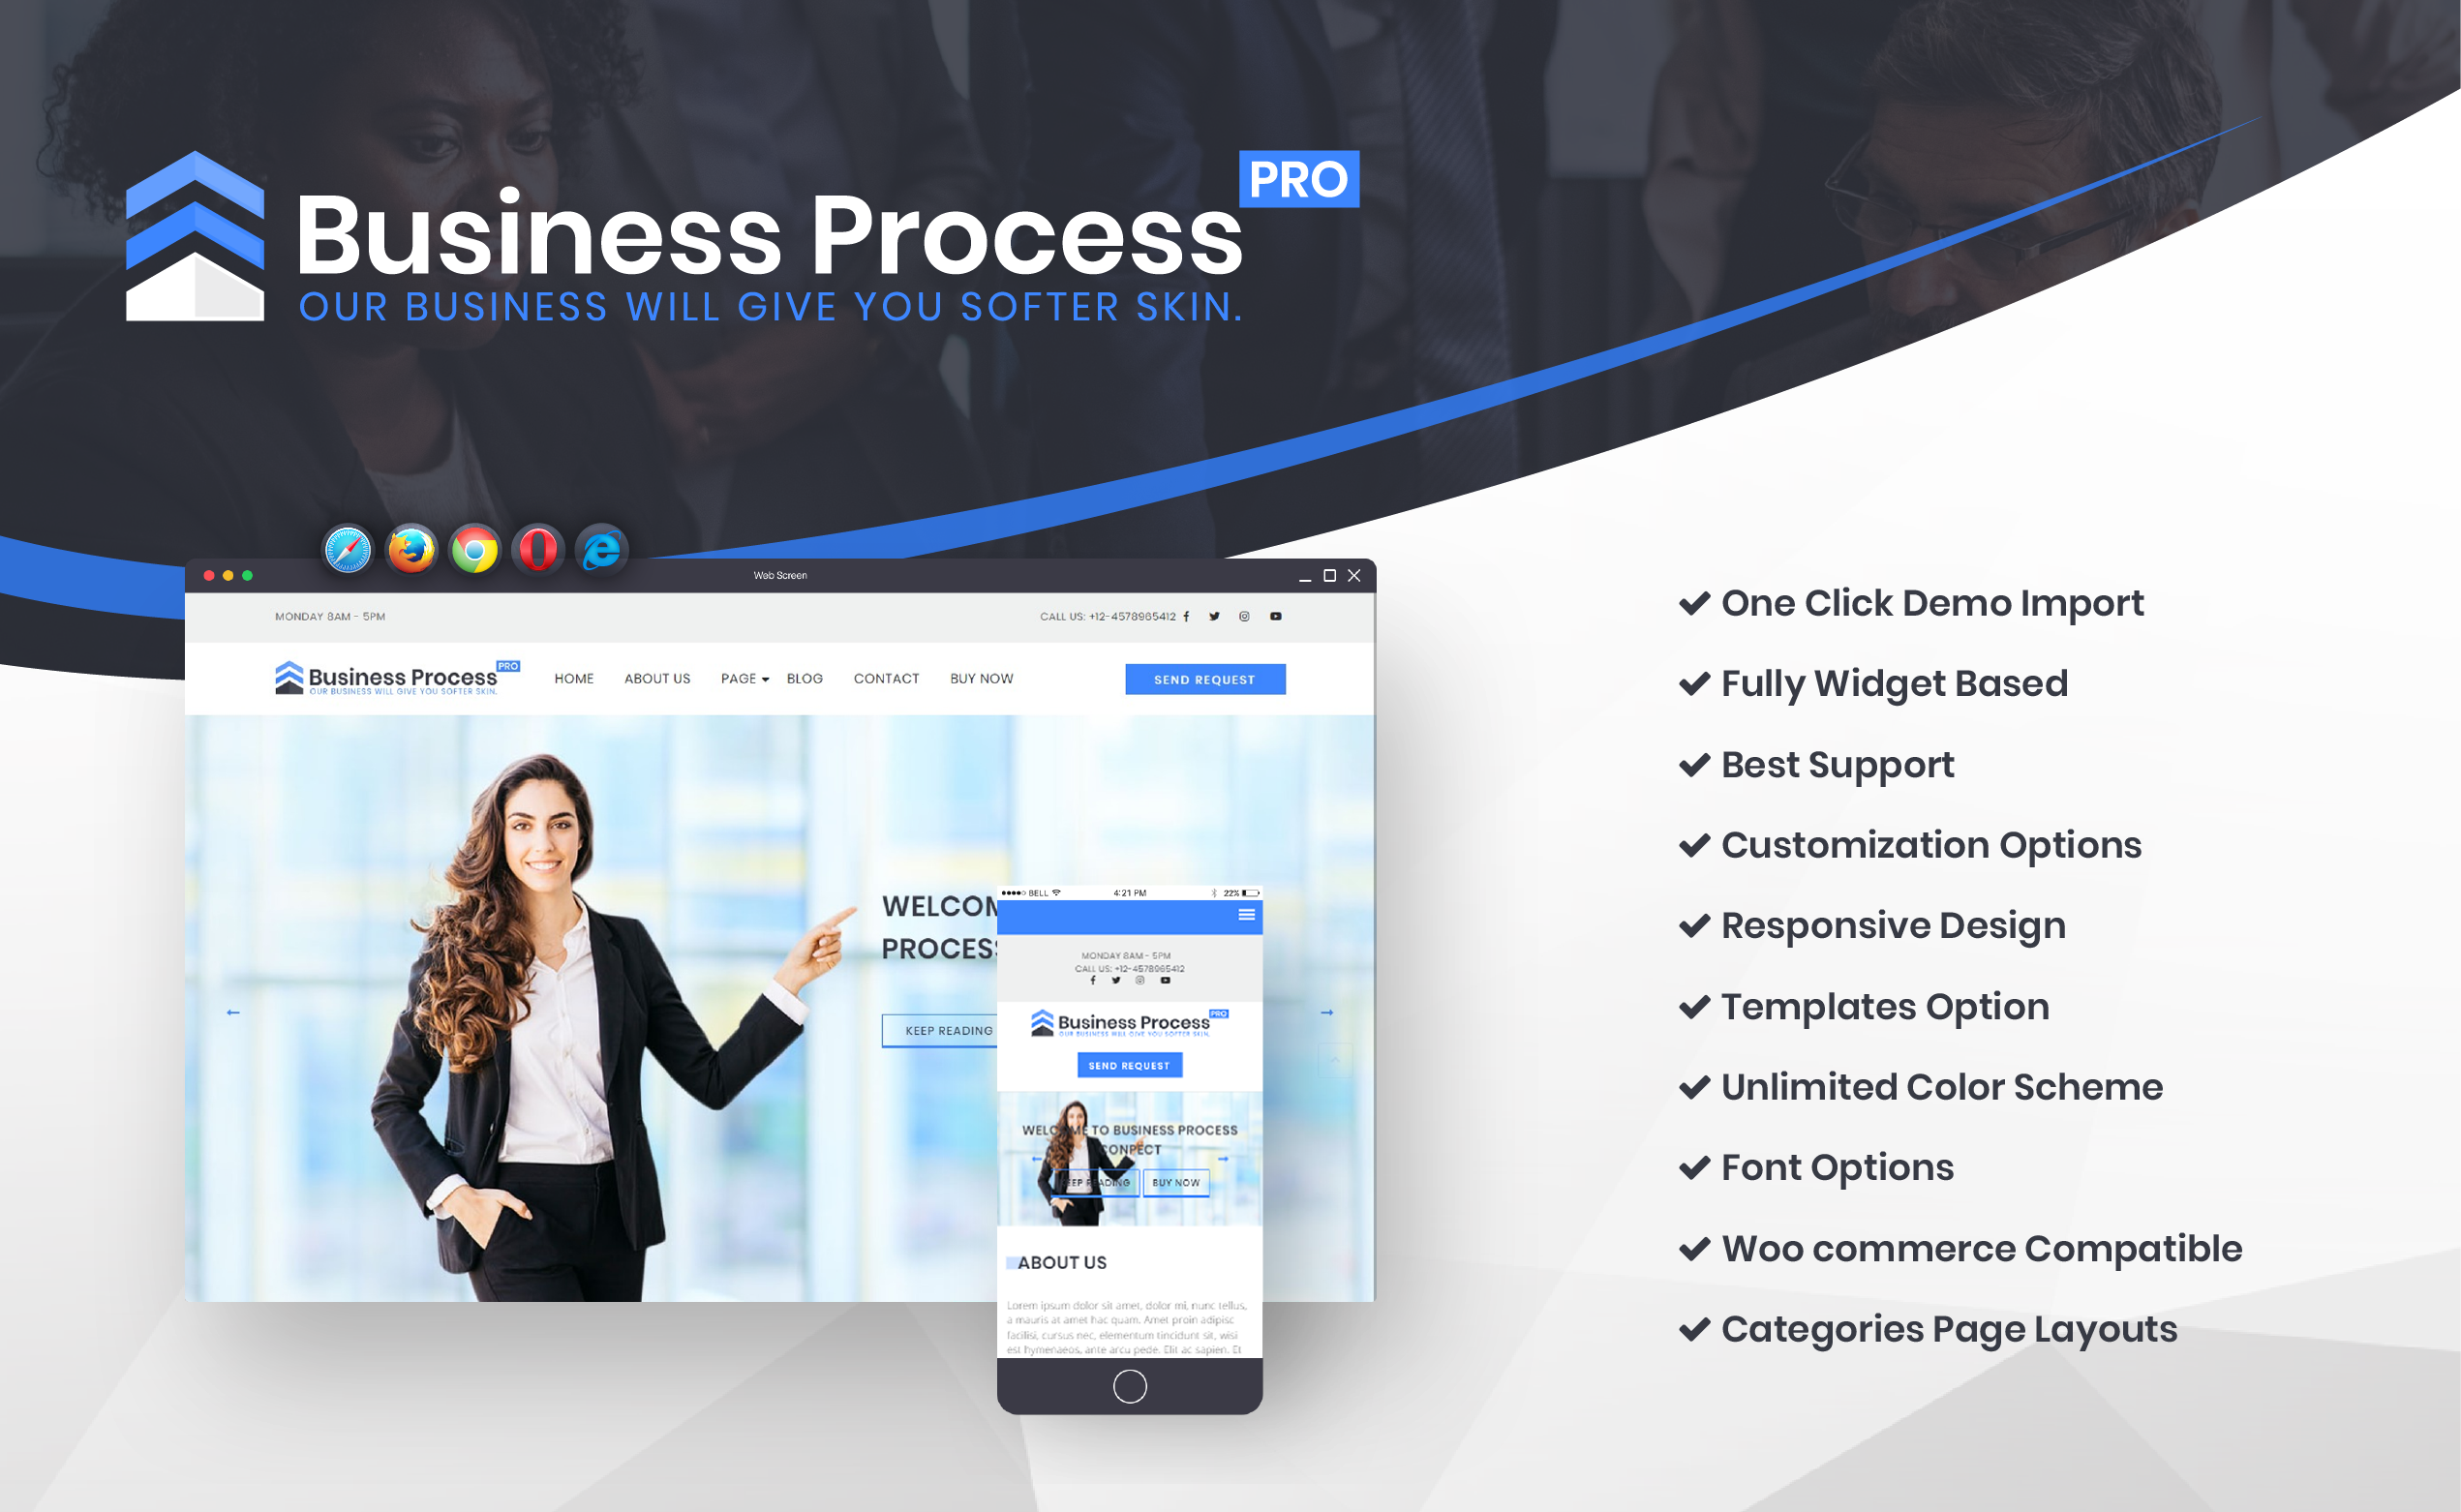 PRO
Business Process
OUR BUSINESS WILL GIVE YOU SOFTER SKIN.
Web Screen
MONDAY 8AM - 5PM
CALL US: +12-4578965412
Business Process PRO
OUR BUSINESS WILL GIVE YOU SOFTER SKIN.
HOME ABOUT US PAGE BLOG CONTACT BUY NOW
SEND REQUEST
WELCOM
PROCESS
KEEP READING
BELL 4:21 PM 22%
MONDAY 8AM - 5PM
CALL US: +12-4578965412
Business Process PRO
OUR BUSINESS WILL GIVE YOU SOFTER SKIN.
SEND REQUEST
WELCOME TO BUSINESS PROCESS
KEEP READING BUY NOW
ABOUT US
Lorem ipsum dolor sit amet, dolor mi, nunc tellus,
a mauris at amet hac quam. Amet proin adipisc
facilisi, cursus nec, elementum tincidunt sit, wisi
est hymenaeos, ante arcu pede. Elit ac sapien. Et
One Click Demo Import
Fully Widget Based
Best Support
Customization Options
Responsive Design
Templates Option
Unlimited Color Scheme
Font Options
Woo commerce Compatible
Categories Page Layouts